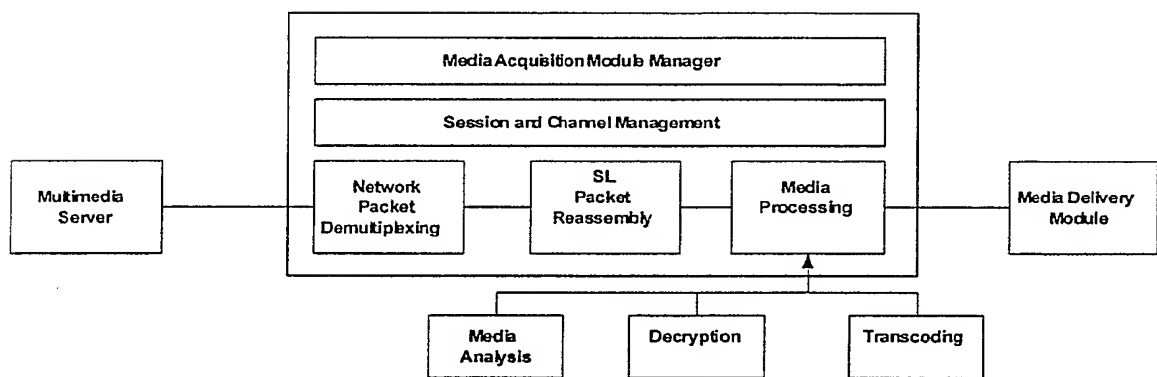 Media Acquisition Module Manager
Session and Channel Management
Multimedia
Server
Network
Packet
Demultiplexing
SL
Packet
Reassembly
Media
Processing
Media Delivery
Module
Media
Analysis
Decryption
Transcoding